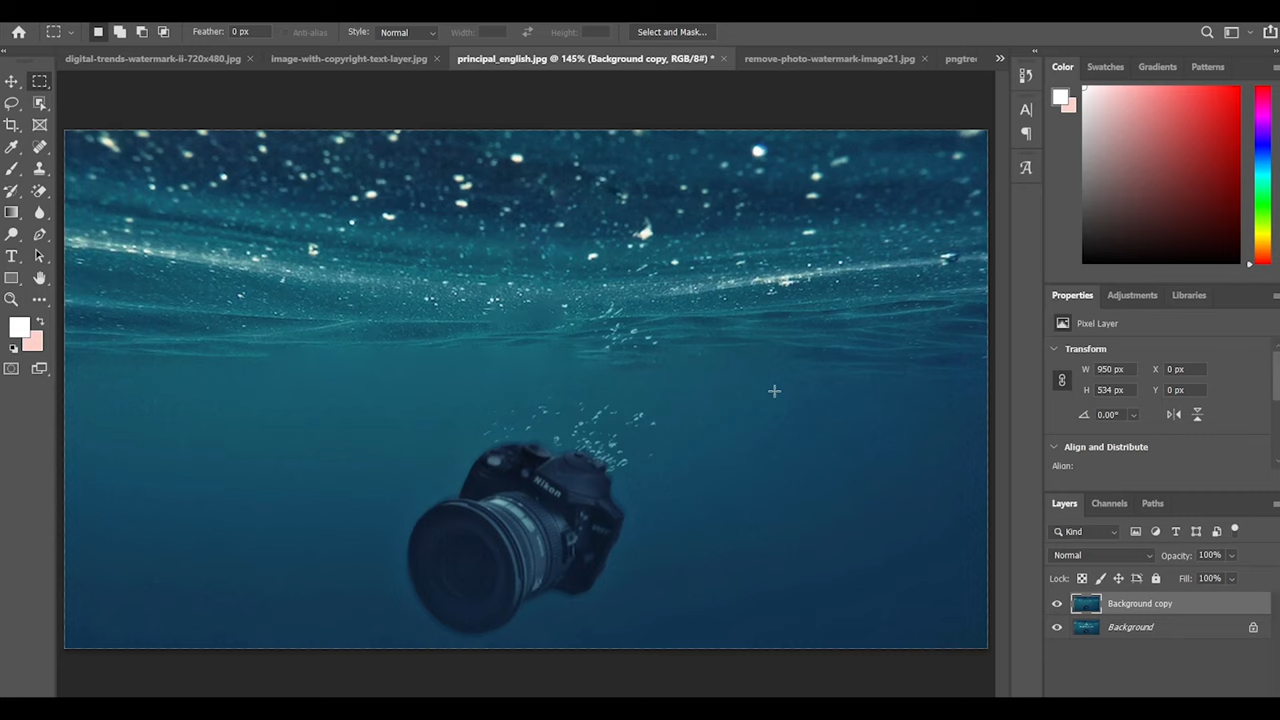 Feather: 0 px Anti-alias Style: Normal Width: Height: Select and Mask...
digital-trends-watermark-ii-720x480.jpg × image-with-copyright-text-layer.jpg × principal_english.jpg @ 145% (Background copy, RGB/8#) * × remove-photo-watermark-image21.jpg × pngtree
Color Swatches Gradients Patterns
Nikon
Properties Adjustments Libraries
Pixel Layer
Transform
W 950 px X 0 px
H 534 px Y 0 px
0.00°
Align and Distribute
Align:
Layers Channels Paths
Kind
Normal Opacity: 100%
Lock: Fill: 100%
Background copy
Background